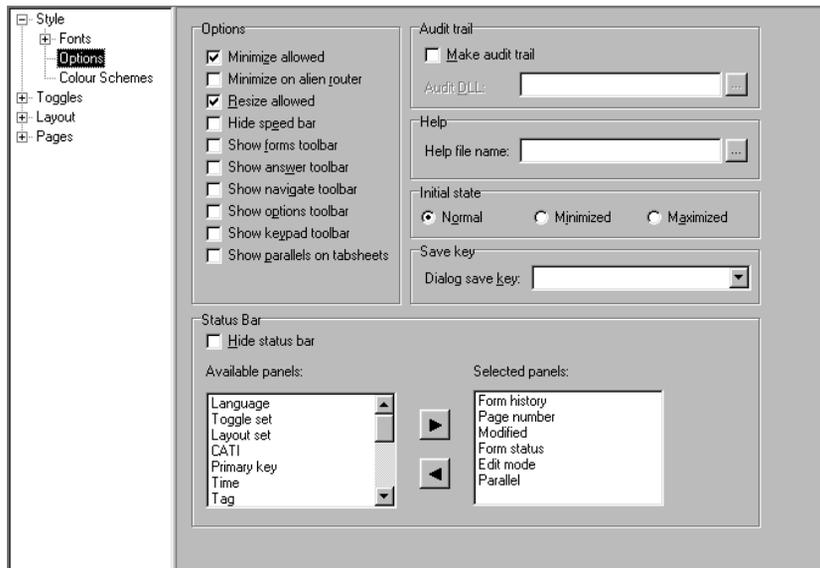 Style
Fonts
Options
Colour Schemes
Toggles
Layout
Pages
Options
Minimize allowed
Minimize on alien router
Resize allowed
Hide speed bar
Show forms toolbar
Show answer toolbar
Show navigate toolbar
Show options toolbar
Show keypad toolbar
Show parallels on tabsheets
Audit trail
Make audit trail
Audit DLL: ...
Help
Help file name: ...
Initial state
Normal Minimized Maximized
Save key
Dialog save key:
Status Bar
Hide status bar
Available panels:
Language
Toggle set
Layout set
CATI
Primary key
Time
Tag
Selected panels:
Form history
Page number
Modified
Form status
Edit mode
Parallel